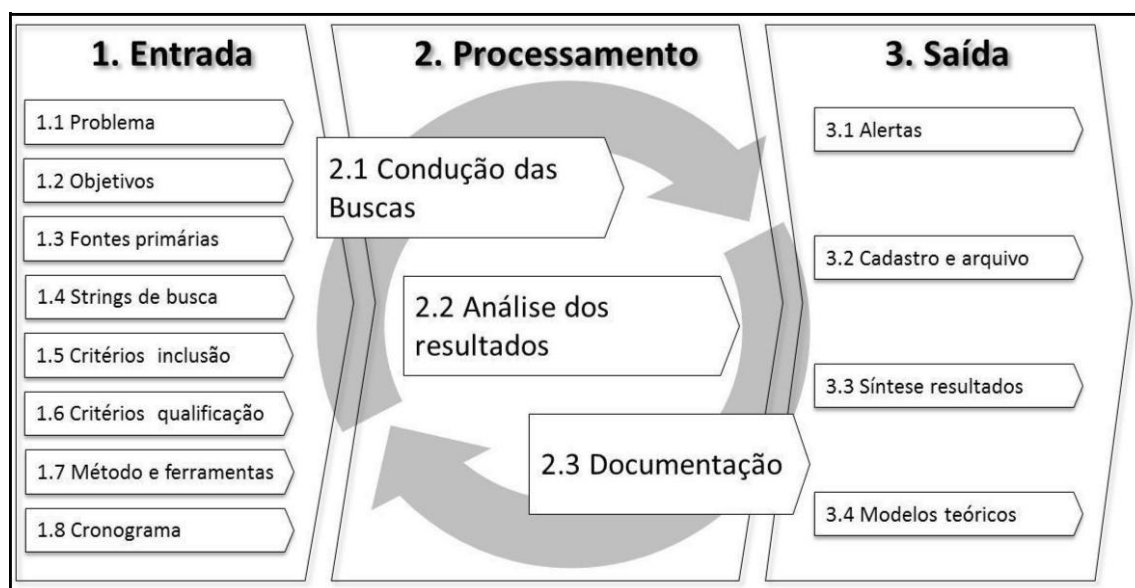 1. Entrada
1.1 Problema
1.2 Objetivos
1.3 Fontes primárias
1.4 Strings de busca
1.5 Critérios inclusão
1.6 Critérios qualificação
1.7 Método e ferramentas
1.8 Cronograma
2. Processamento
2.1 Condução das
Buscas
2.2 Análise dos
resultados
2.3 Documentação
3. Saída
3.1 Alertas
3.2 Cadastro e arquivo
3.3 Síntese resultados
3.4 Modelos teóricos